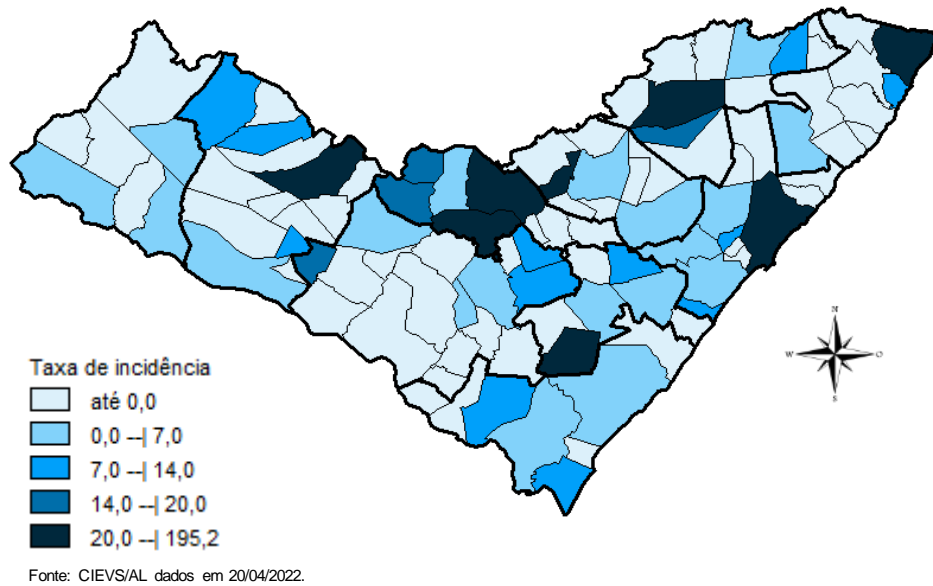 N
W
O
S
Taxa de incidência
até 0,0
0,0 --| 7,0
7,0 --| 14,0
14,0 --| 20,0
20,0 --| 195,2
Fonte: CIEVS/AL dados em 20/04/2022.